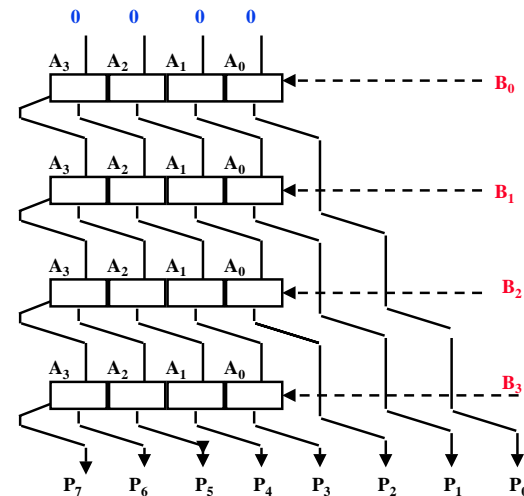 0 0 0 0
A3 A2 A1 A0
B0
A3 A2 A1 A0
B1
A3 A2 A1 A0
B2
A3 A2 A1 A0
B3
P7 P6 P5 P4 P3 P2 P1 P0